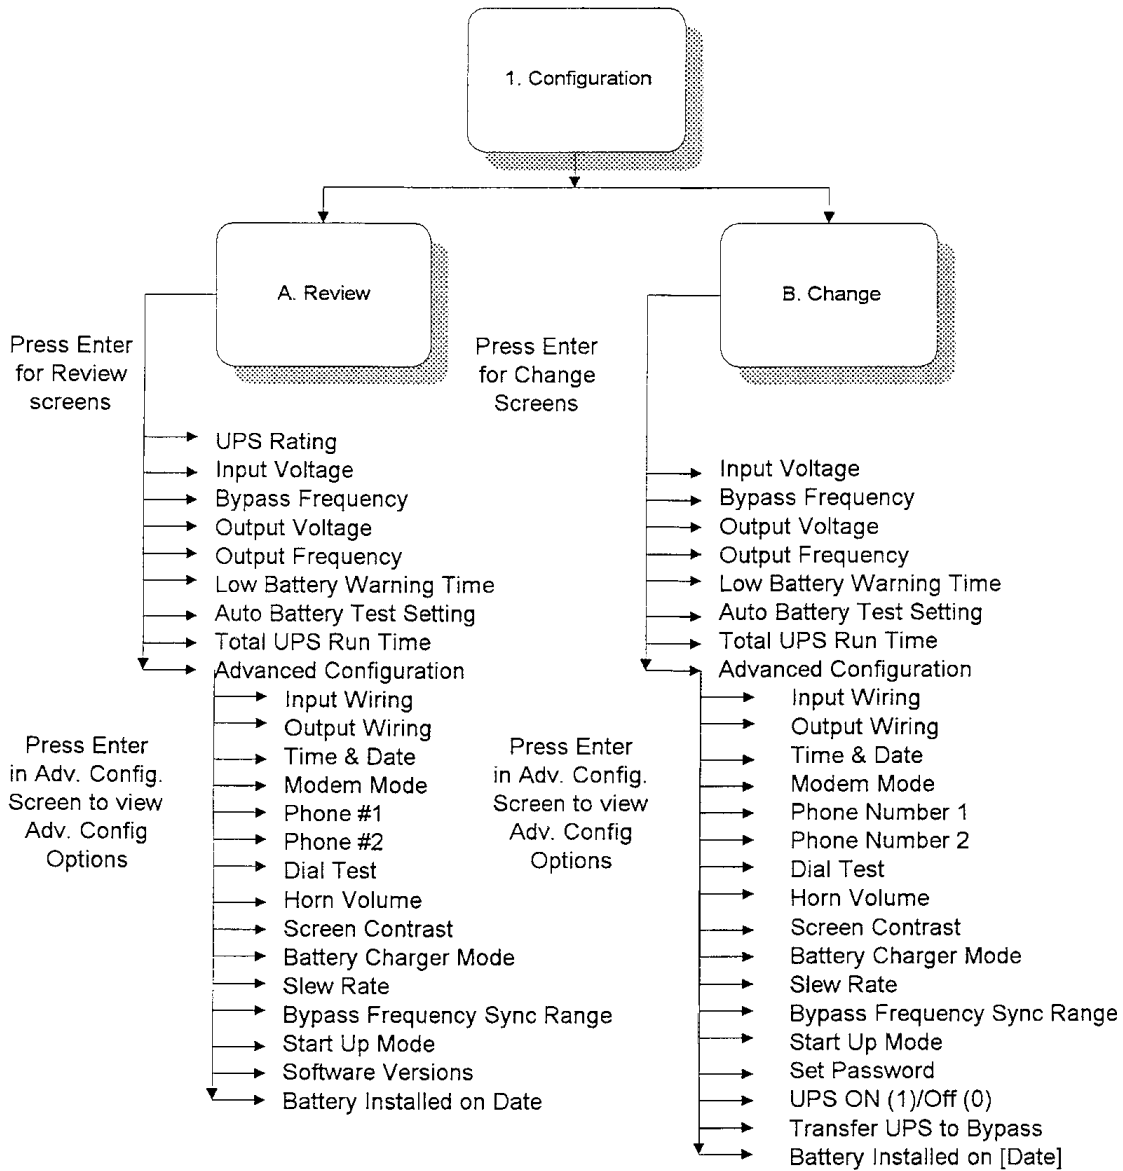 1. Configuration
A. Review
Press Enter
for Review
screens
UPS Rating
Input Voltage
Bypass Frequency
Output Voltage
Output Frequency
Low Battery Warning Time
Auto Battery Test Setting
Total UPS Run Time
Advanced Configuration
Press Enter
in Adv. Config.
Screen to view
Adv. Config
Options
Input Wiring
Output Wiring
Time & Date
Modem Mode
Phone #1
Phone #2
Dial Test
Horn Volume
Screen Contrast
Battery Charger Mode
Slew Rate
Bypass Frequency Sync Range
Start Up Mode
Software Versions
Battery Installed on Date
B. Change
Press Enter
for Change
Screens
Input Voltage
Bypass Frequency
Output Voltage
Output Frequency
Low Battery Warning Time
Auto Battery Test Setting
Total UPS Run Time
Advanced Configuration
Press Enter
in Adv. Config.
Screen to view
Adv. Config
Options
Input Wiring
Output Wiring
Time & Date
Modem Mode
Phone Number 1
Phone Number 2
Dial Test
Horn Volume
Screen Contrast
Battery Charger Mode
Slew Rate
Bypass Frequency Sync Range
Start Up Mode
Set Password
UPS ON (1)/Off (0)
Transfer UPS to Bypass
Battery Installed on [Date]